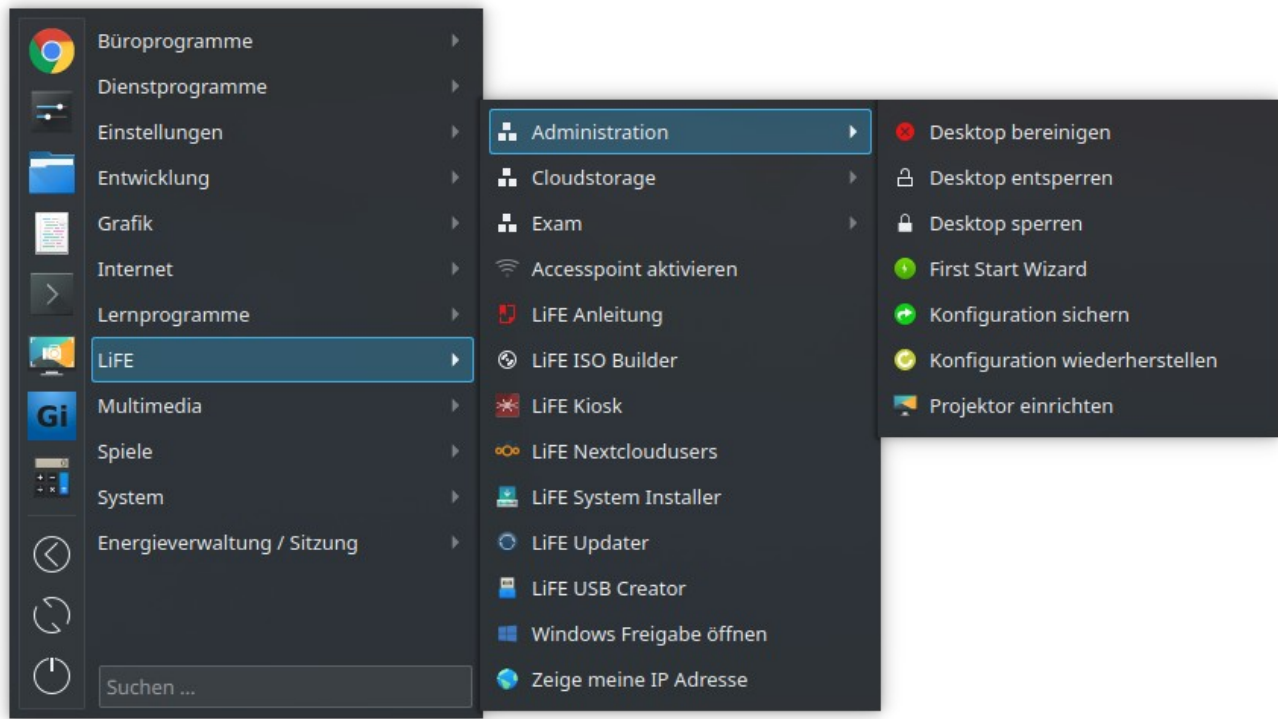 Büroprogramme
Dienstprogramme
Einstellungen
Entwicklung
Grafik
Internet
Lernprogramme
LiFE
Multimedia
Spiele
System
Energieverwaltung / Sitzung
Suchen ...
Gi
Administration
Cloudstorage
Exam
Accesspoint aktivieren
LiFE Anleitung
LiFE ISO Builder
LiFE Kiosk
LiFE Nextcloudusers
LiFE System Installer
LiFE Updater
LiFE USB Creator
Windows Freigabe öffnen
Zeige meine IP Adresse
Desktop bereinigen
Desktop entsperren
Desktop sperren
First Start Wizard
Konfiguration sichern
Konfiguration wiederherstellen
Projektor einrichten